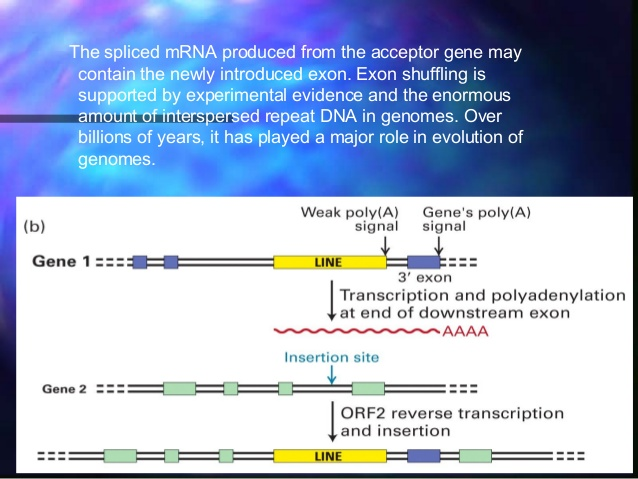 The spliced mRNA produced from the acceptor gene may
contain the newly introduced exon. Exon shuffling is
supported by experimental evidence and the enormous
amount of interspersed repeat DNA in genomes. Over
billions of years, it has played a major role in evolution of
genomes.
(b)
Weak poly(A)
signal
Gene's poly(A)
signal
Gene 1
LINE
3′ exon
Transcription and polyadenylation
at end of downstream exon
AAAA
Insertion site
Gene 2
ORF2 reverse transcription
and insertion
LINE